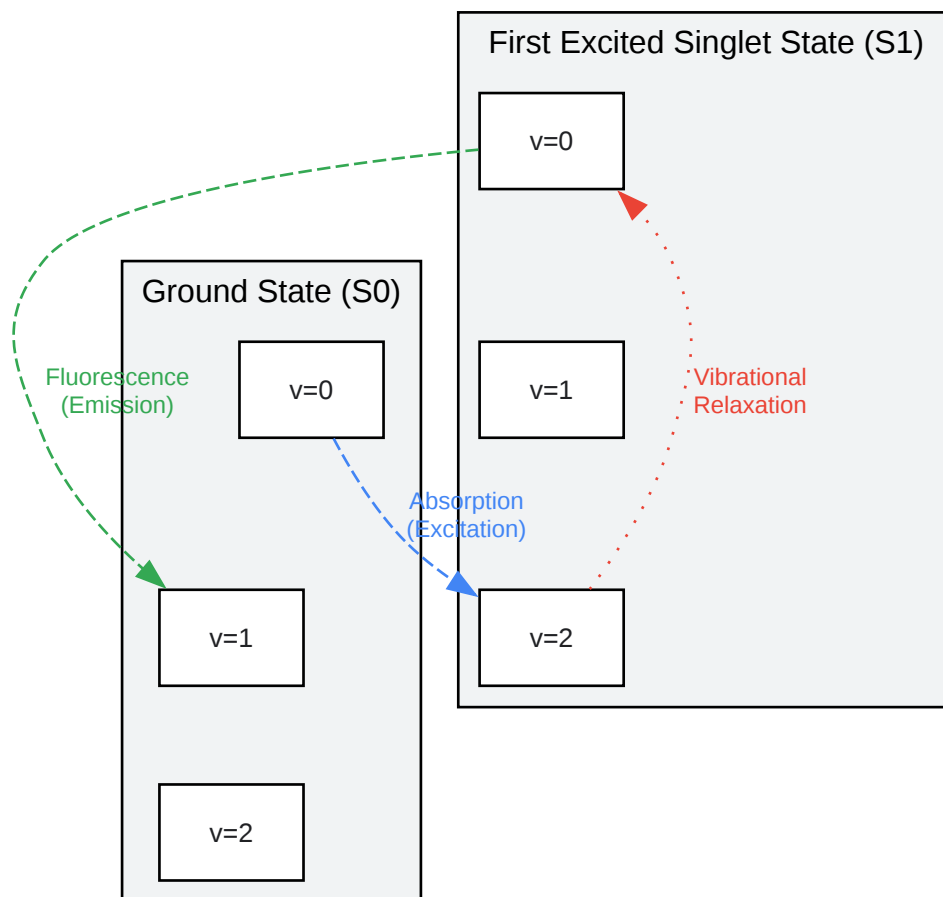 First Excited Singlet State (S1)
v=0
Ground State (S0)
Fluorescence
(Emission)
v=0
v=1
Vibrational
Relaxation
Absorption
(Excitation)
v=1
v=2
v=2